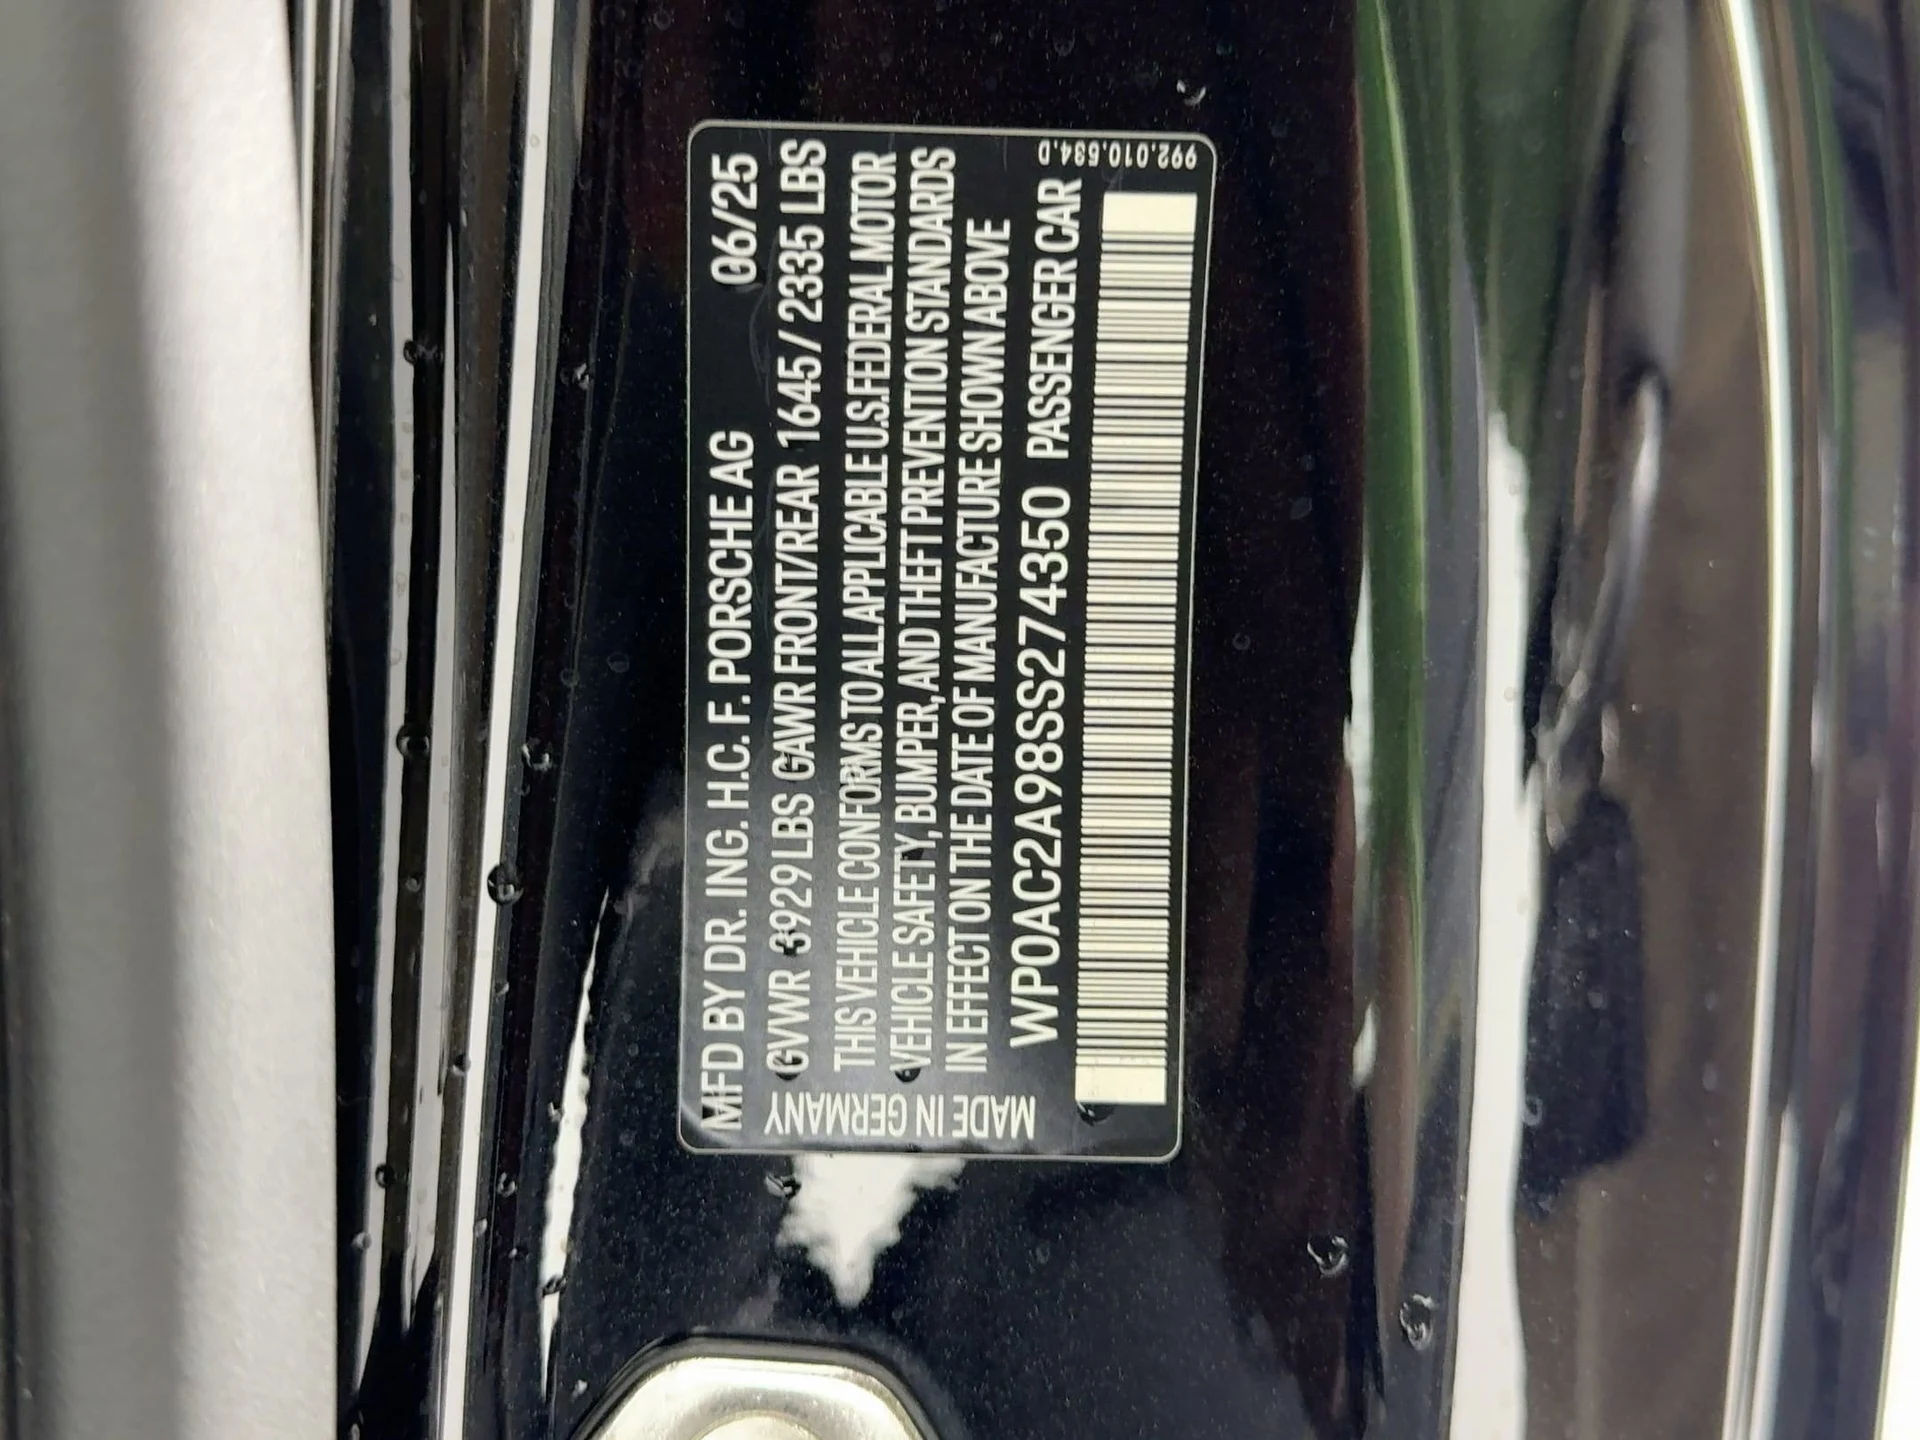 MFD BY DR. ING. H.C. F. PORSCHE AG 06/25
GVWR 3929 LBS GAWR FRONT/REAR 1645 // 2335 LBS
THIS VEHICLE CONFORMS TO ALL APPLICABLE U.S. FEDERAL MOTOR
VEHICLE SAFETY, BUMPER, AND THEFT PREVENTION STANDARDS
IN EFFECT ON THE DATE OF MANUFACTURE SHOWN ABOVE
WP0AC2A98SS274350 PASSENGER CAR
MADE IN GERMANY
992.010.534.D